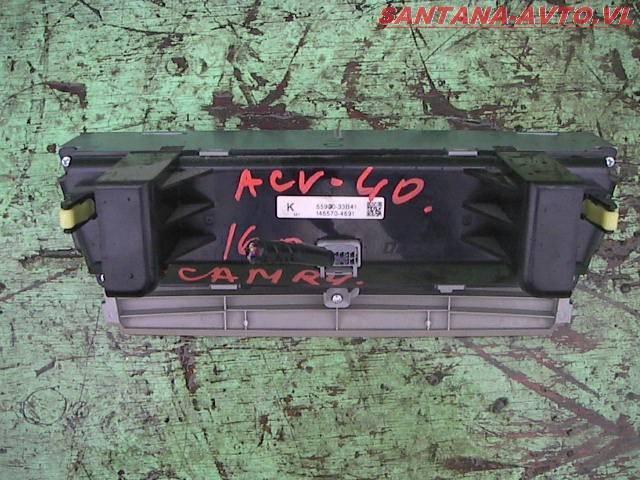 SANTANA-AVTO.VL
ACV-40.
K 55900-33B41
146570-4691
CAMRY.